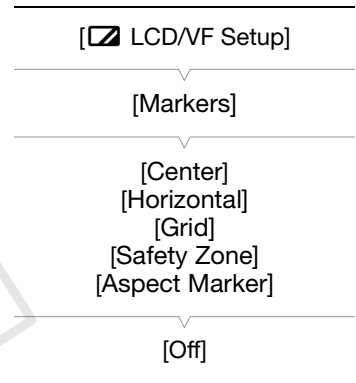 [LCD/VF Setup]
[Markers]
[Center]
[Horizontal]
[Grid]
[Safety Zone]
[Aspect Marker]
[Off]